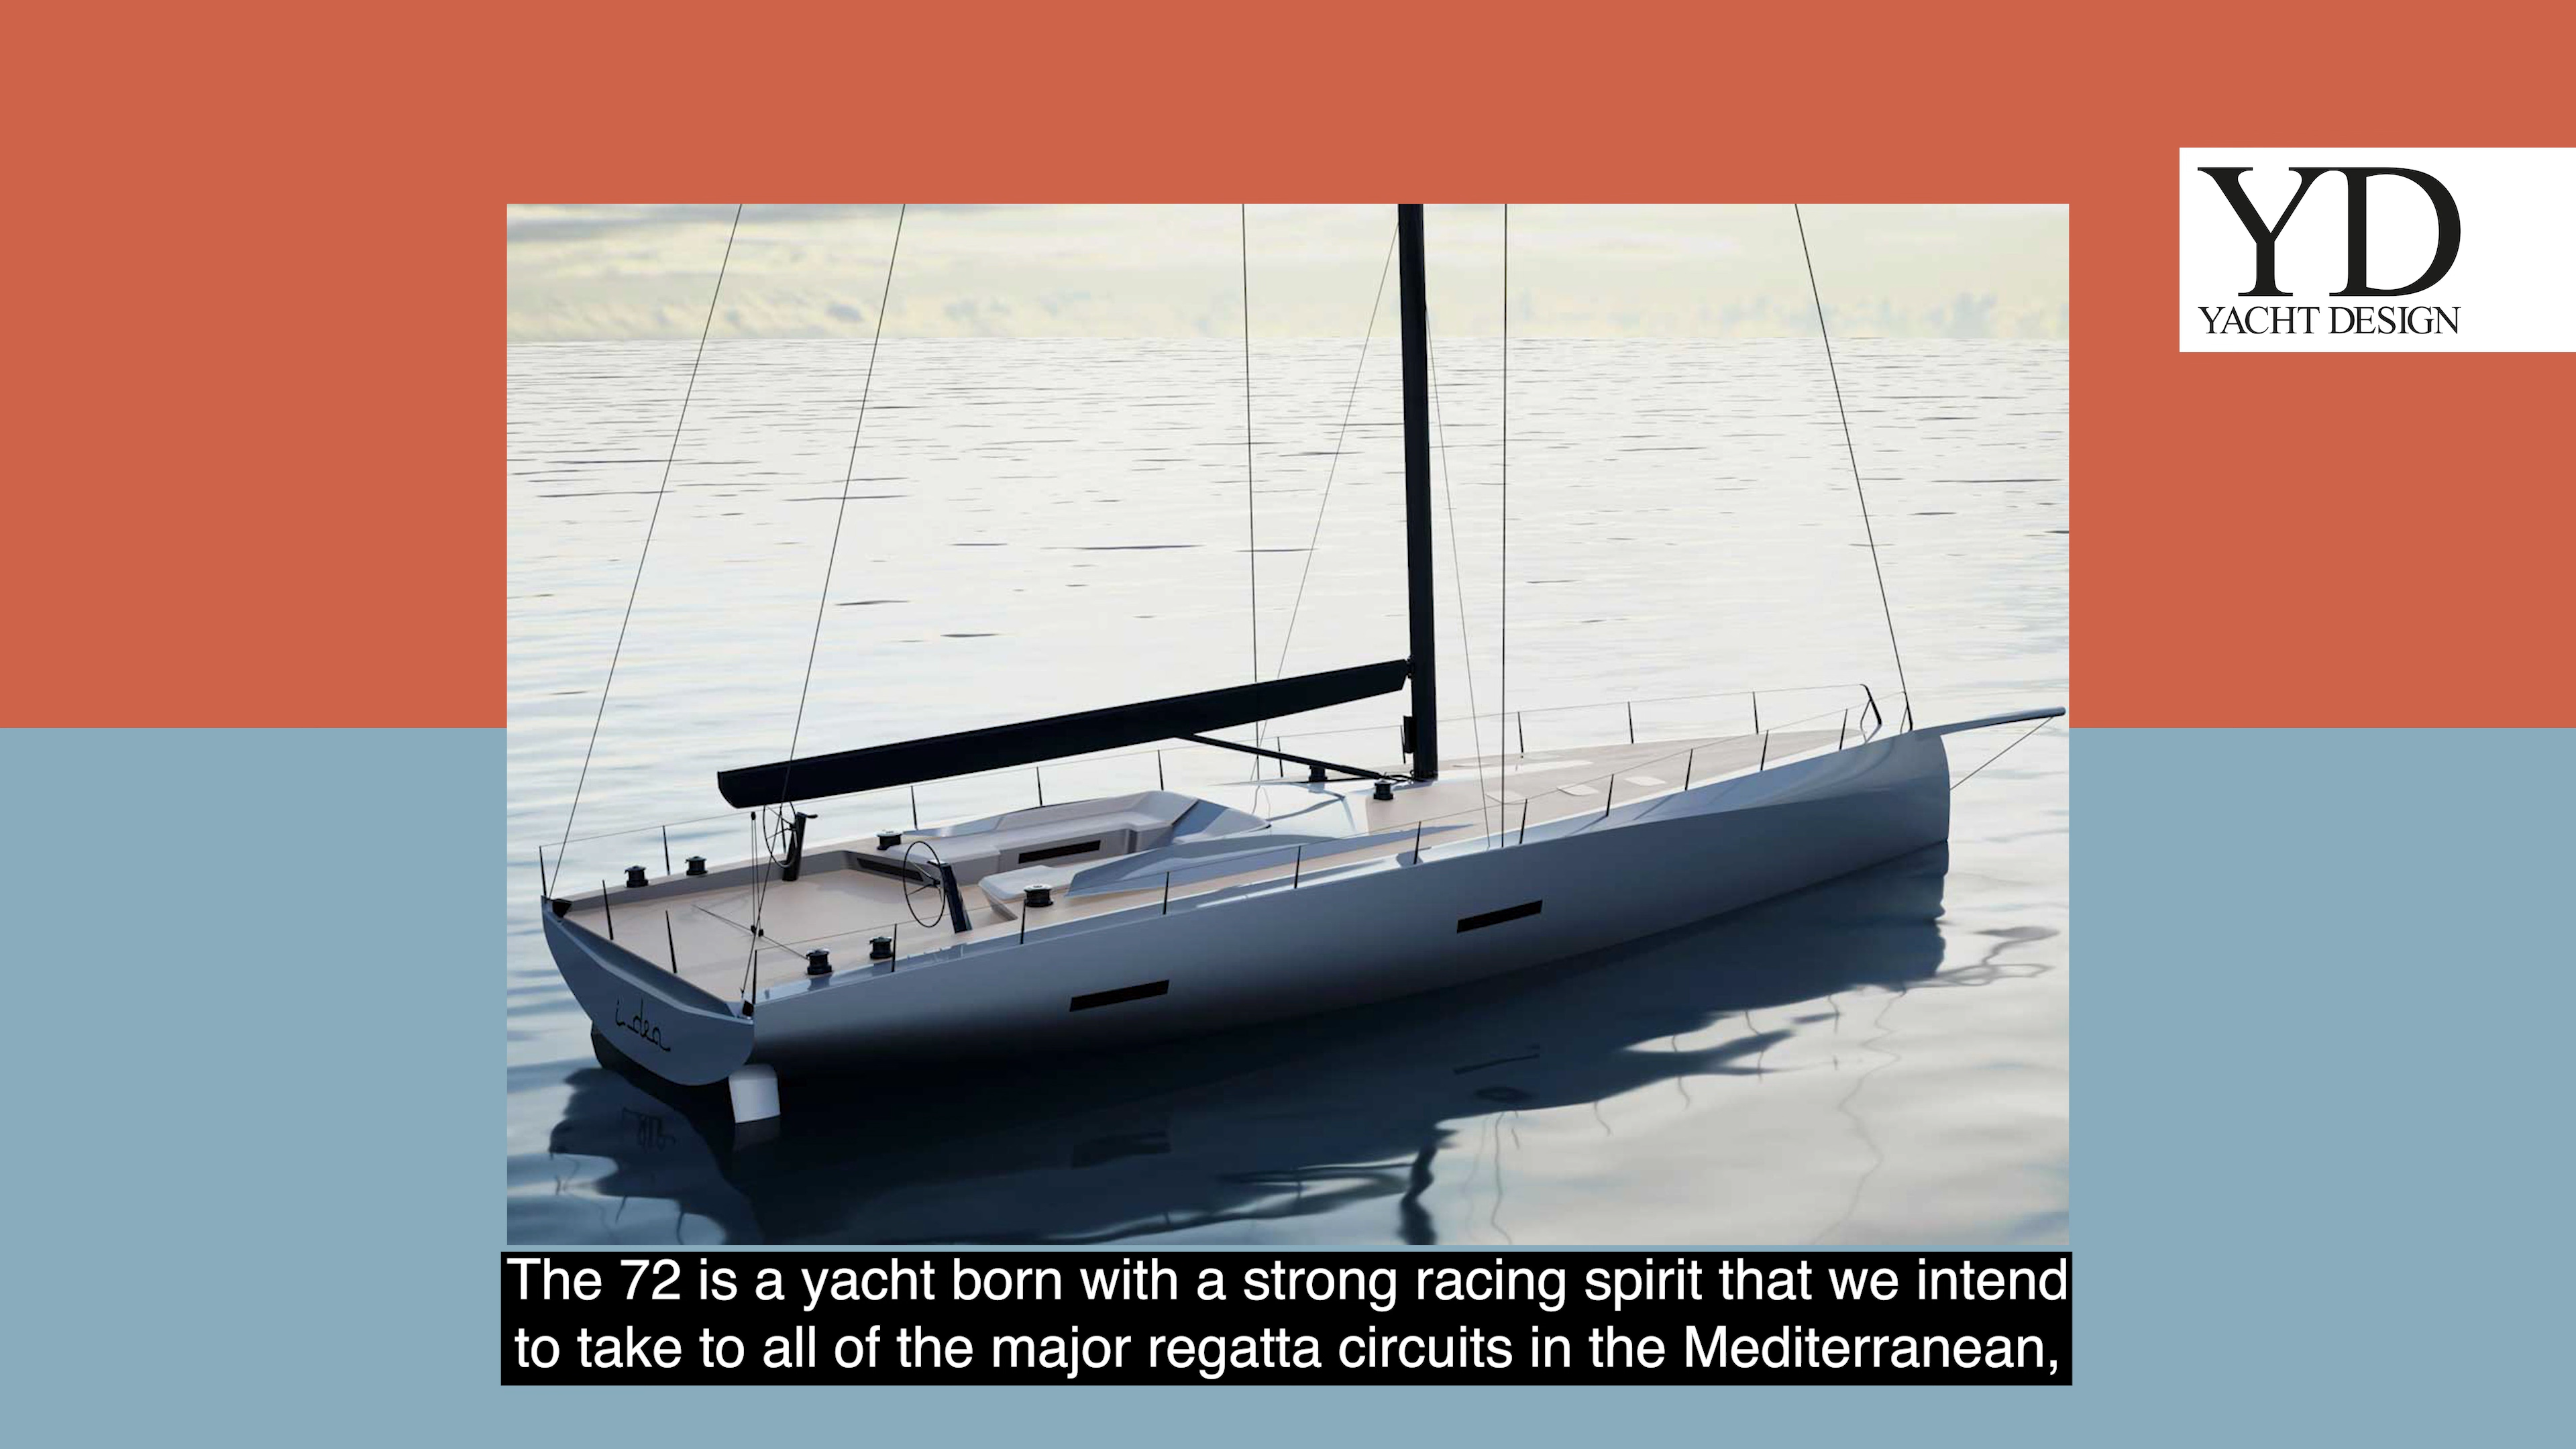 YD
YACHT DESIGN
i-dea
The 72 is a yacht born with a strong racing spirit that we intend
to take to all of the major regatta circuits in the Mediterranean,